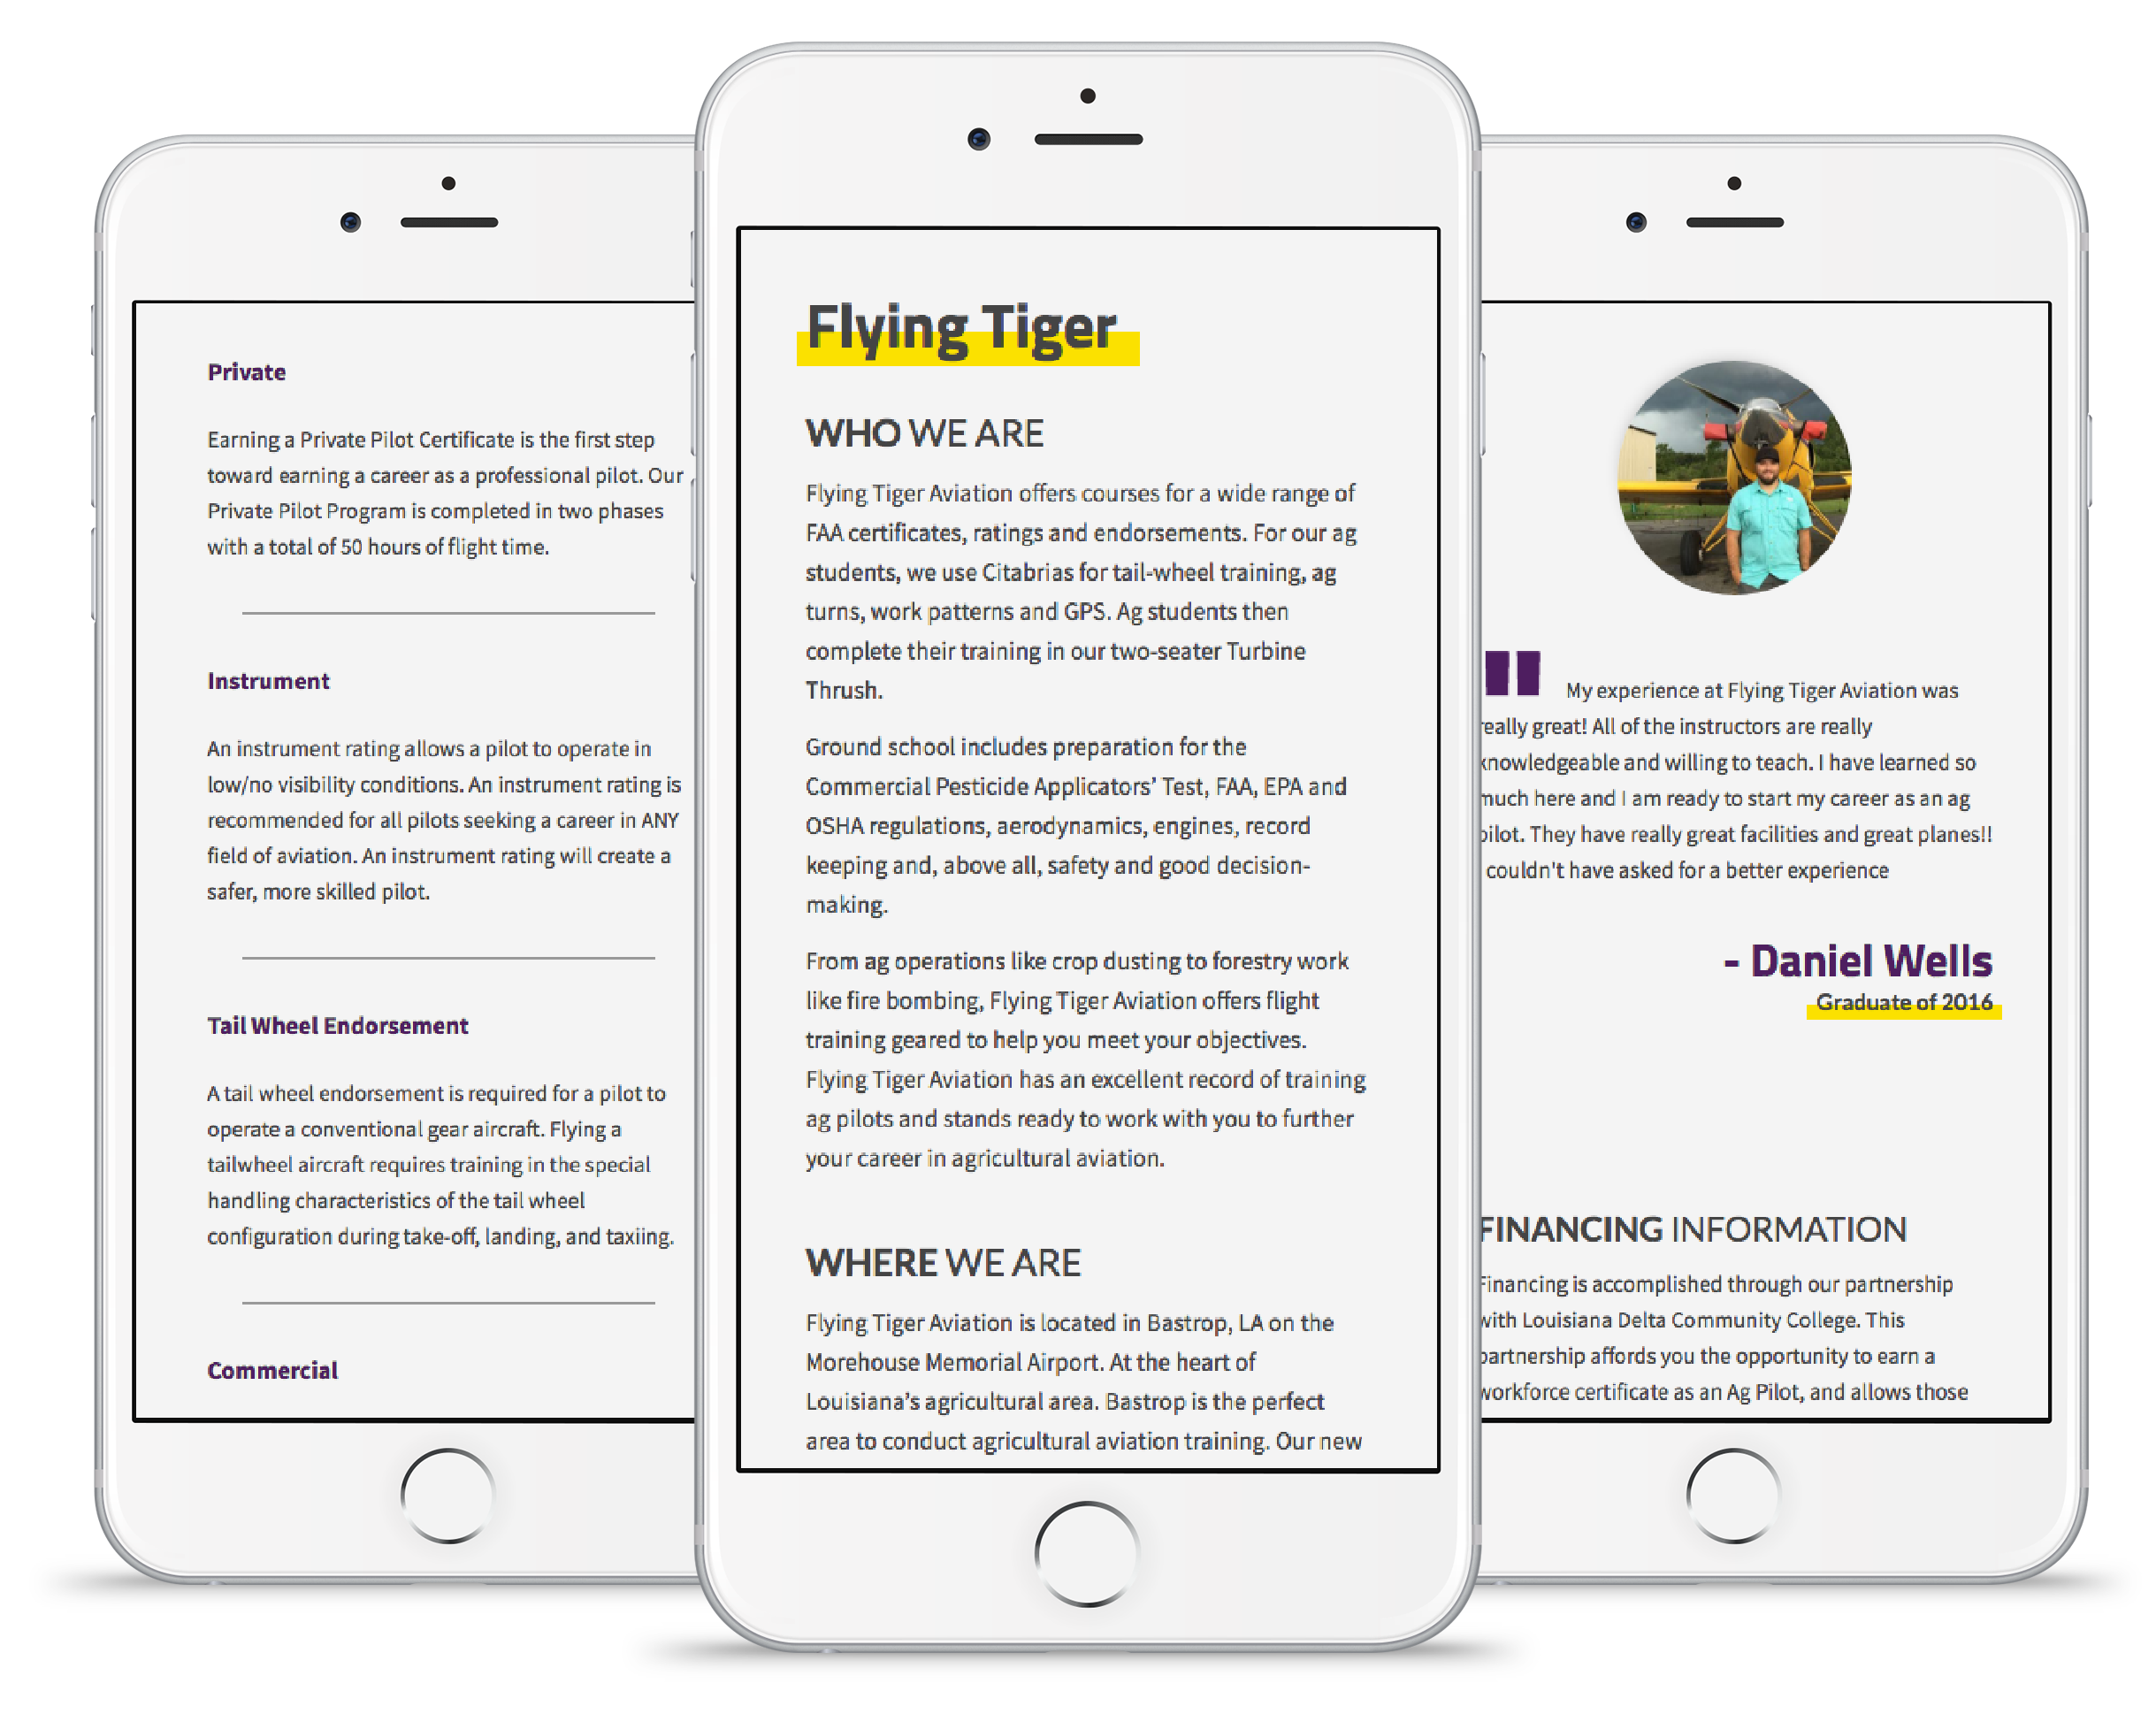 Private
Earning a Private Pilot Certificate is the first step
toward earning a career as a professional pilot. Our
Private Pilot Program is completed in two phases
with a total of 50 hours of flight time.
Instrument
An instrument rating allows a pilot to operate in
low/no visibility conditions. An instrument rating is
recommended for all pilots seeking a career in ANY
field of aviation. An instrument rating will create a
safer, more skilled pilot.
Tail Wheel Endorsement
A tail wheel endorsement is required for a pilot to
operate a conventional gear aircraft. Flying a
tailwheel aircraft requires training in the special
handling characteristics of the tail wheel
configuration during take-off, landing, and taxiing.
Commercial
Flying Tiger
WHO WE ARE
Flying Tiger Aviation offers courses for a wide range of
FAA certificates, ratings and endorsements. For our ag
students, we use Citabrias for tail-wheel training, ag
turns, work patterns and GPS. Ag students then
complete their training in our two-seater Turbine
Thrush.
Ground school includes preparation for the
Commercial Pesticide Applicators’ Test, FAA, EPA and
OSHA regulations, aerodynamics, engines, record
keeping and, above all, safety and good decision-
making.
From ag operations like crop dusting to forestry work
like fire bombing, Flying Tiger Aviation offers flight
training geared to help you meet your objectives.
Flying Tiger Aviation has an excellent record of training
ag pilots and stands ready to work with you to further
your career in agricultural aviation.
WHERE WE ARE
Flying Tiger Aviation is located in Bastrop, LA on the
Morehouse Memorial Airport. At the heart of
Louisiana’s agricultural area. Bastrop is the perfect
area to conduct agricultural aviation training. Our new
" My experience at Flying Tiger Aviation was
really great! All of the instructors are really
knowledgeable and willing to teach. I have learned so
much here and I am ready to start my career as an ag
pilot. They have really great facilities and great planes!!
couldn't have asked for a better experience
- Daniel Wells
Graduate of 2016
FINANCING INFORMATION
Financing is accomplished through our partnership
with Louisiana Delta Community College. This
partnership affords you the opportunity to earn a
workforce certificate as an Ag Pilot, and allows those